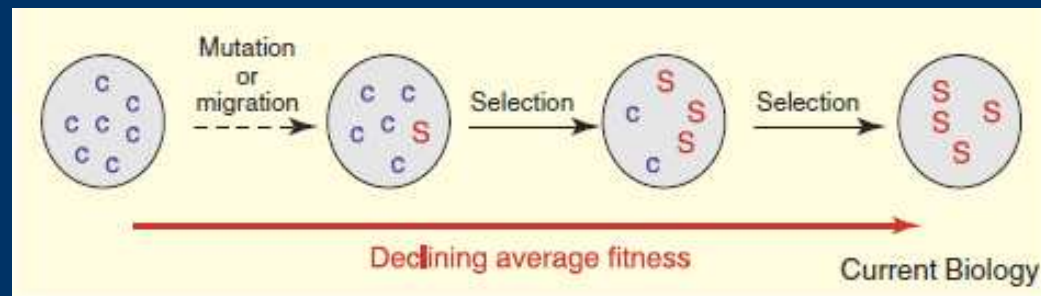 Mutation
or
migration
Selection
Selection
C
C
C C C
C C
C C
C C S
C
S
C S
S
C
S
S S
S
Declining average fitness
Current Biology